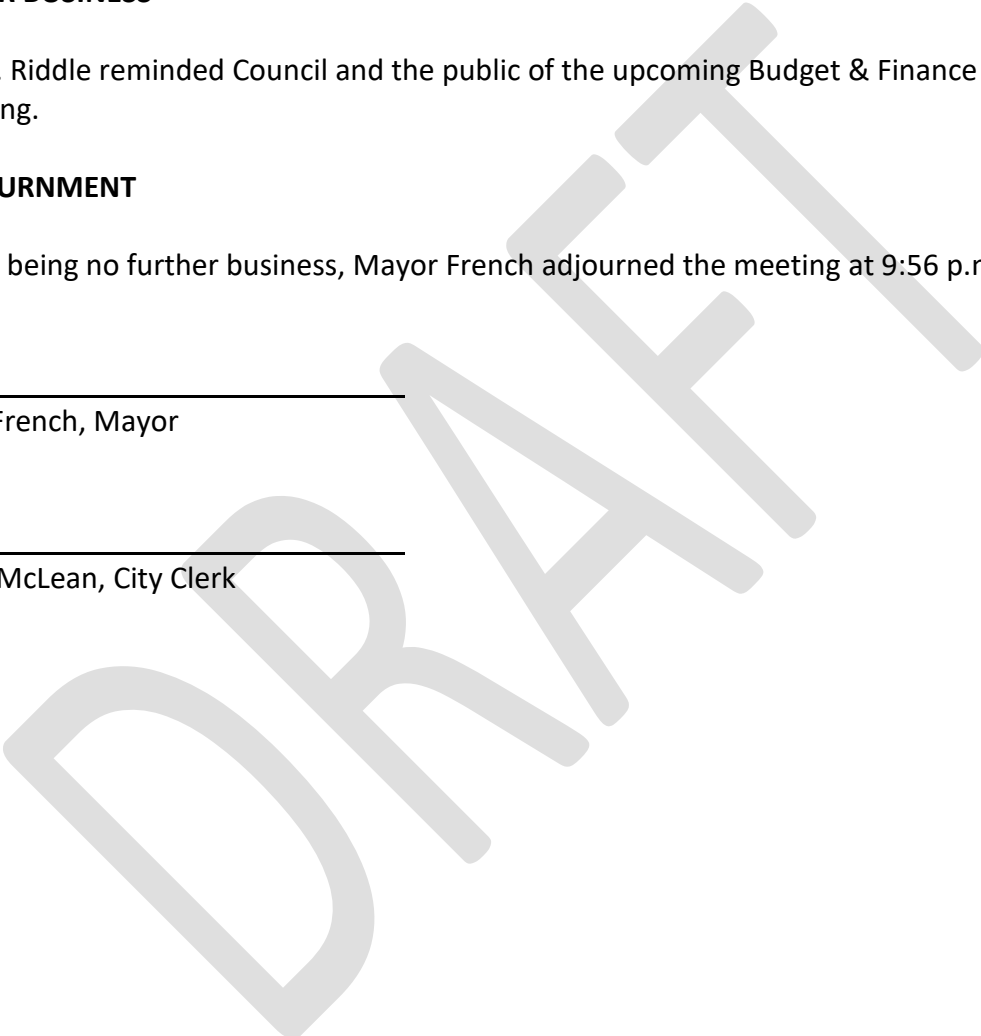 R BUSINESS
. Riddle reminded Council and the public of the upcoming Budget & Finance
ng.
URNMENT
being no further business, Mayor French adjourned the meeting at 9:56 p.
French, Mayor
McLean, City Clerk
DRAFT